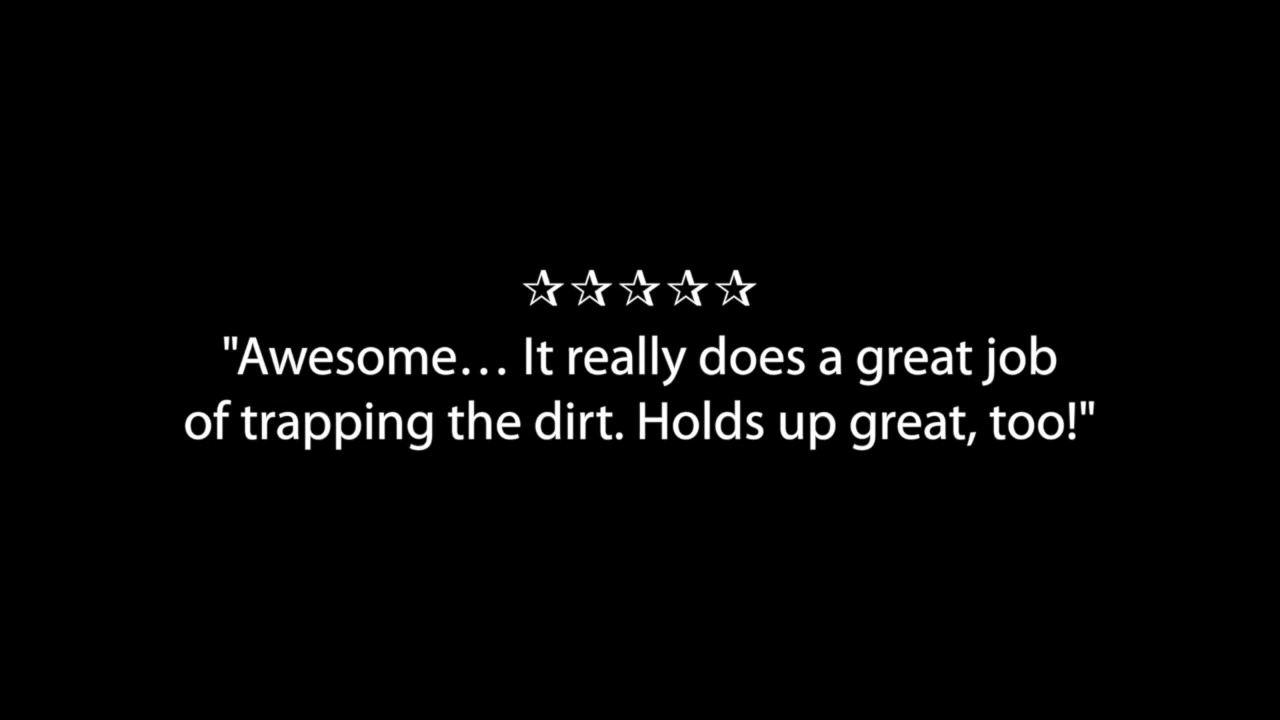 ☆☆☆☆☆
"Awesome… It really does a great job
of trapping the dirt. Holds up great, too!"